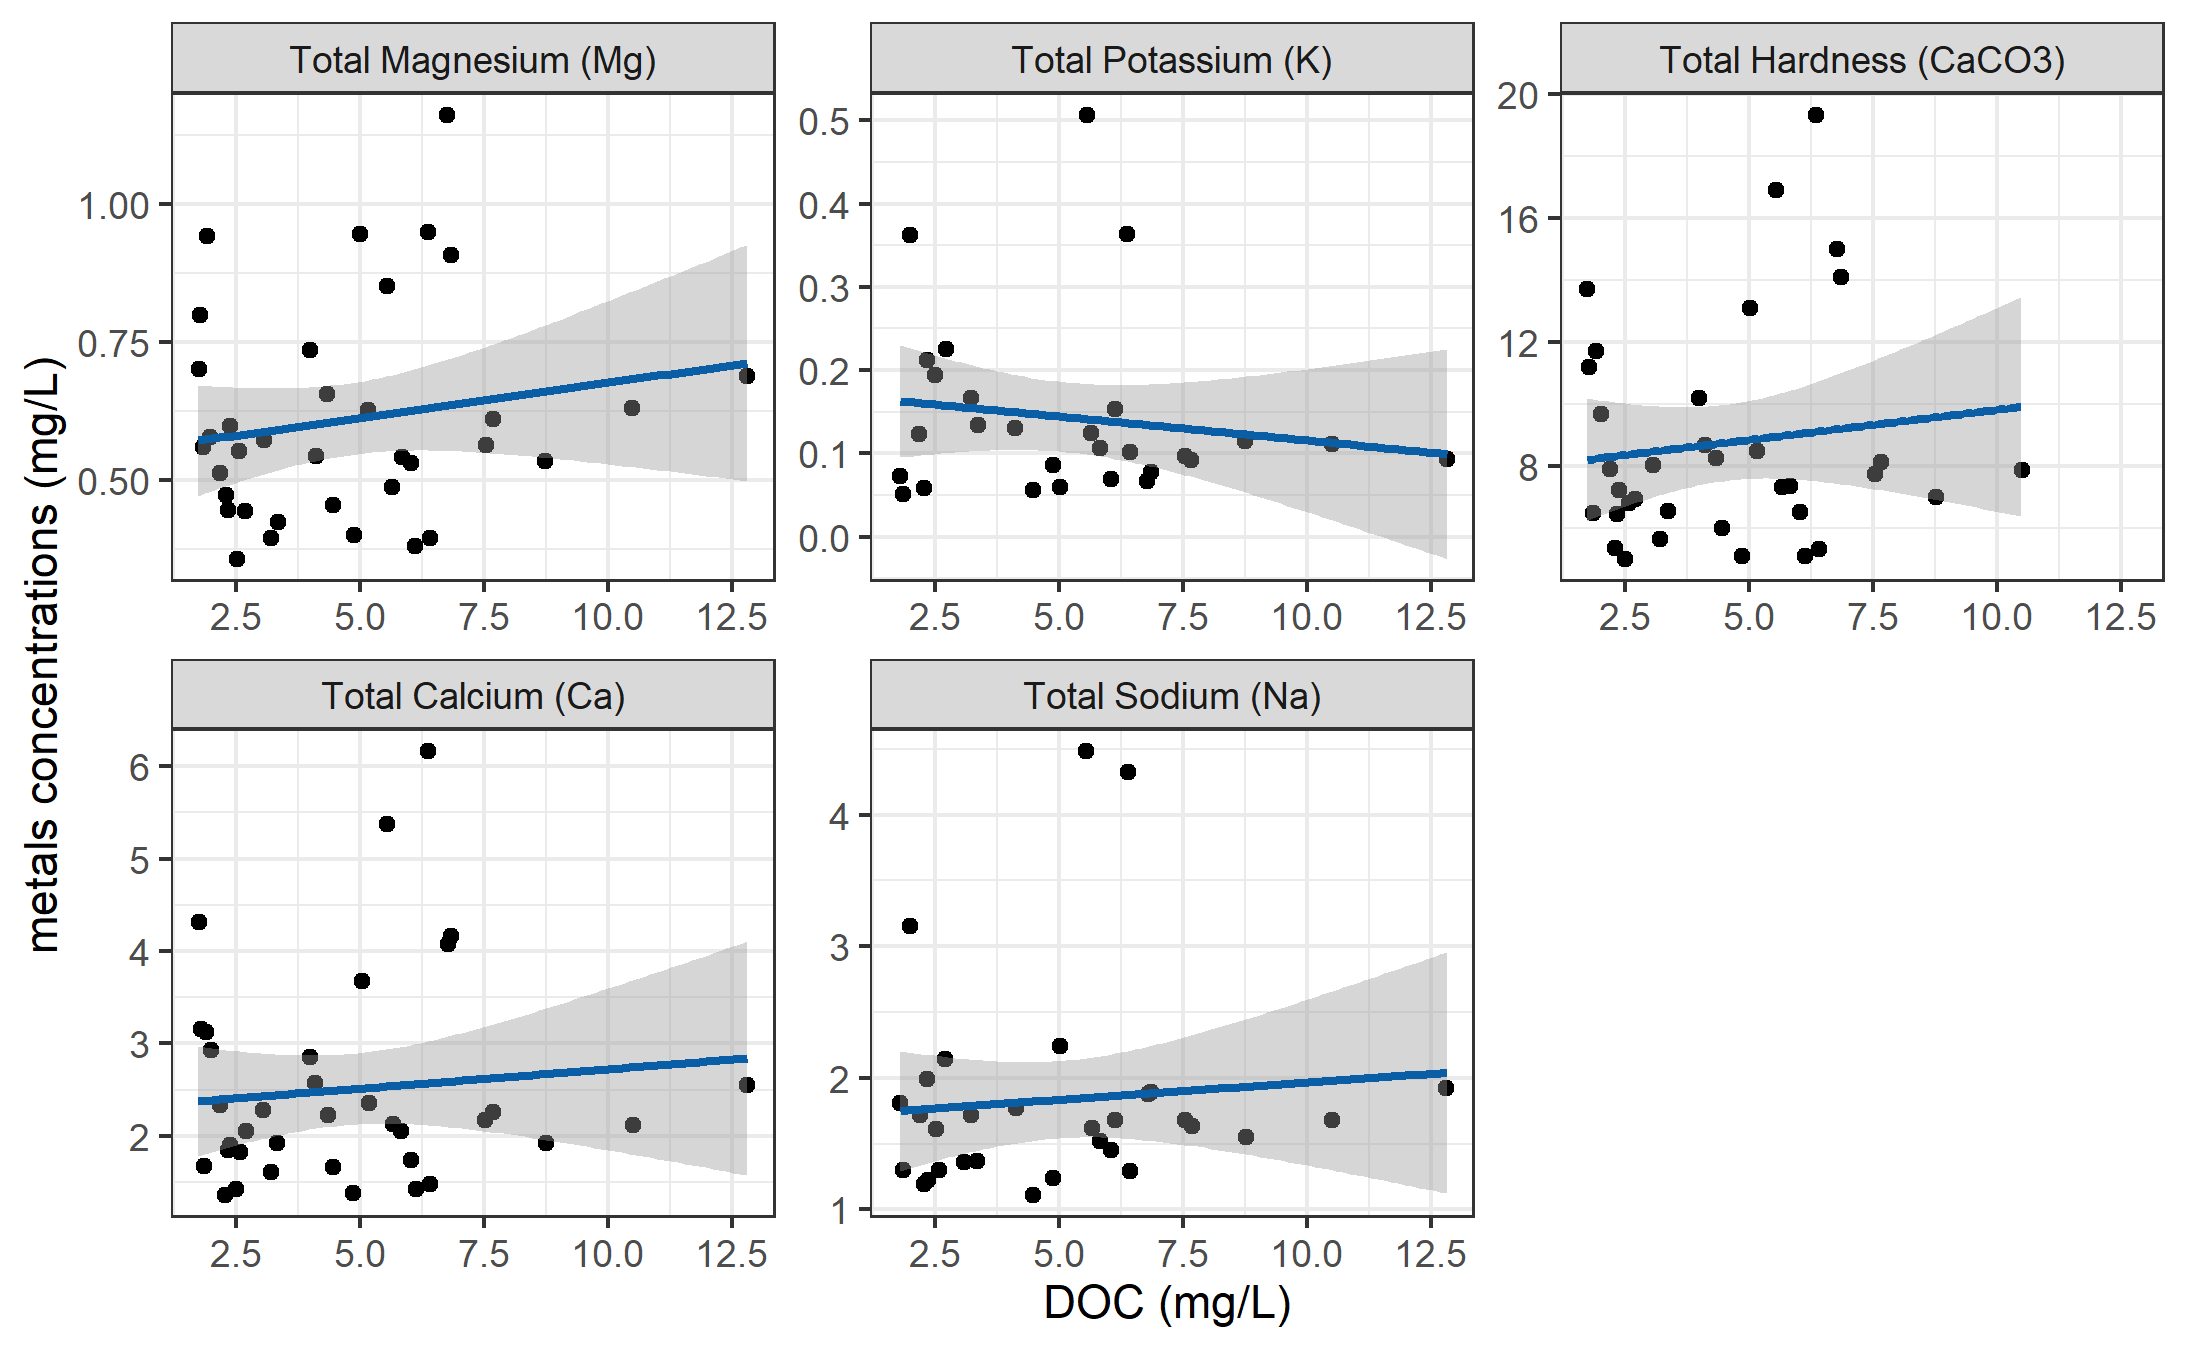 Total Magnesium (Mg)
Total Potassium (K)
Total Hardness (CaCO3)
1.00
0.75
0.50
0.5
0.4
0.3
0.2
0.1
0.0
20
16
12
8
2.5 5.0 7.5 10.0 12.5
2.5 5.0 7.5 10.0 12.5
2.5 5.0 7.5 10.0 12.5
metals concentrations (mg/L)
Total Calcium (Ca)
Total Sodium (Na)
6
5
4
3
2
4
3
2
1
2.5 5.0 7.5 10.0 12.5
2.5 5.0 7.5 10.0 12.5
DOC (mg/L)